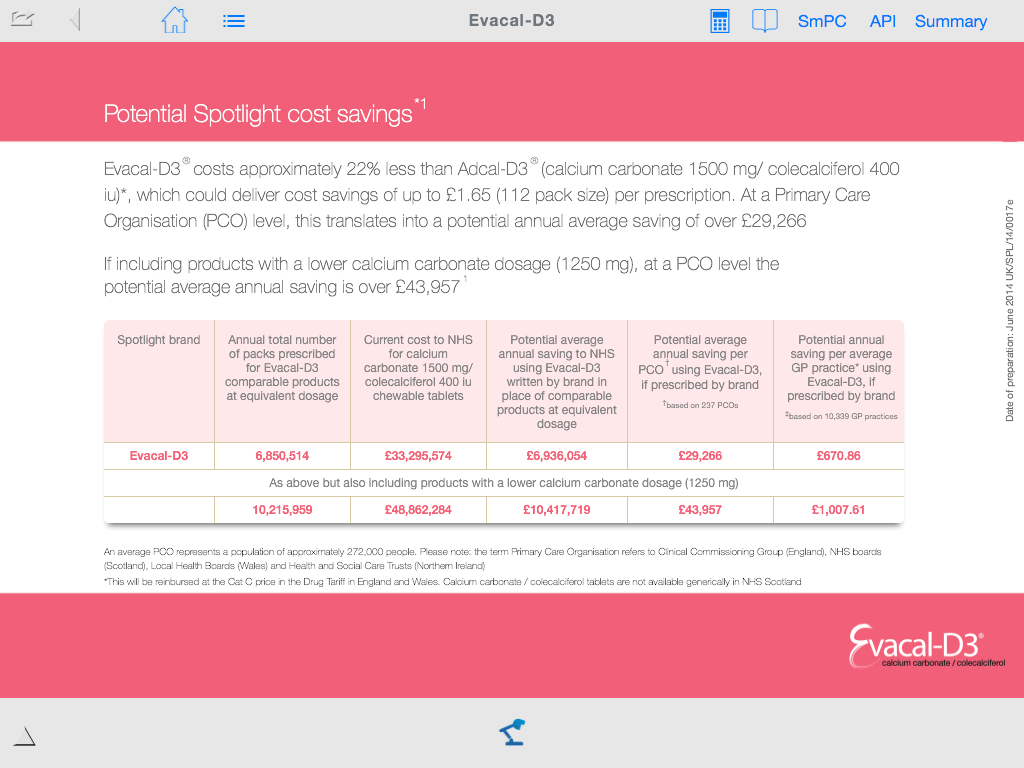 Evacal-D3
SmPC API Summary
Potential Spotlight cost savings*1
Evacal-D3® costs approximately 22% less than Adcal-D3® (calcium carbonate 1500 mg/ colecalciferol 400
iu)*, which could deliver cost savings of up to £1.65 (112 pack size) per prescription. At a Primary Care
Organisation (PCO) level, this translates into a potential annual average saving of over £29,266
If including products with a lower calcium carbonate dosage (1250 mg), at a PCO level the
potential average annual saving is over £43,957¹
Spotlight brand
Annual total number
of packs prescribed
for Evacal-D3
comparable products
at equivalent dosage
Current cost to NHS
for calcium
carbonate 1500 mg/
colecalciferol 400 iu
chewable tablets
Potential average
annual saving to NHS
using Evacal-D3
written by brand in
place of comparable
products at equivalent
dosage
Potential average
annual saving per
PCO† using Evacal-D3,
if prescribed by brand
†based on 237 PCOs
Potential annual
saving per average
GP practice* using
Evacal-D3, if
prescribed by brand
‡based on 10,339 GP practices
Evacal-D3 6,850,514 £33,295,574 £6,936,054 £29,266 £670.86
As above but also including products with a lower calcium carbonate dosage (1250 mg)
10,215,959 £48,862,284 £10,417,719 £43,957 £1,007.61
An average PCO represents a population of approximately 272,000 people. Please note: the term Primary Care Organisation refers to Clinical Commissioning Group (England), NHS boards
(Scotland), Local Health Boards (Wales) and Health and Social Care Trusts (Northern Ireland)
*This will be reinbursed at the Cat C price in the Drug Tariff in England and Wales. Calcium carbonate / colecalciferol tablets are not available generically in NHS Scotland
Date of preparation: June 2014 UK/SPL/14/0017e
Evacal-D3®
calcium carbonate / colecalciferol